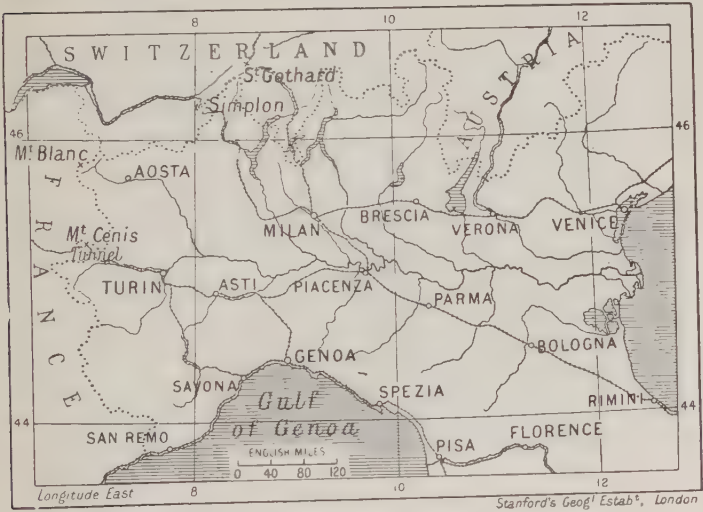 8
10
12
SWITZERLAND
St Gothard
Simplon
AUSTRIA
46
46
Mt Blanc
AOSTA
FRANCE
MILAN
BRESCIA
VERONA
VENICE
Mt Cenis
Tunnel
TURIN
ASTI
PIACENZA
PARMA
BOLOGNA
GENOA
SAVONA
SPEZIA
RIMINI
44
44
Gulf
of Genoa
SAN REMO
PISA
FLORENCE
ENGLISH MILES
0 40 80 120
Longitude East
8
10
12
Stanford's Geogl Estabt, London